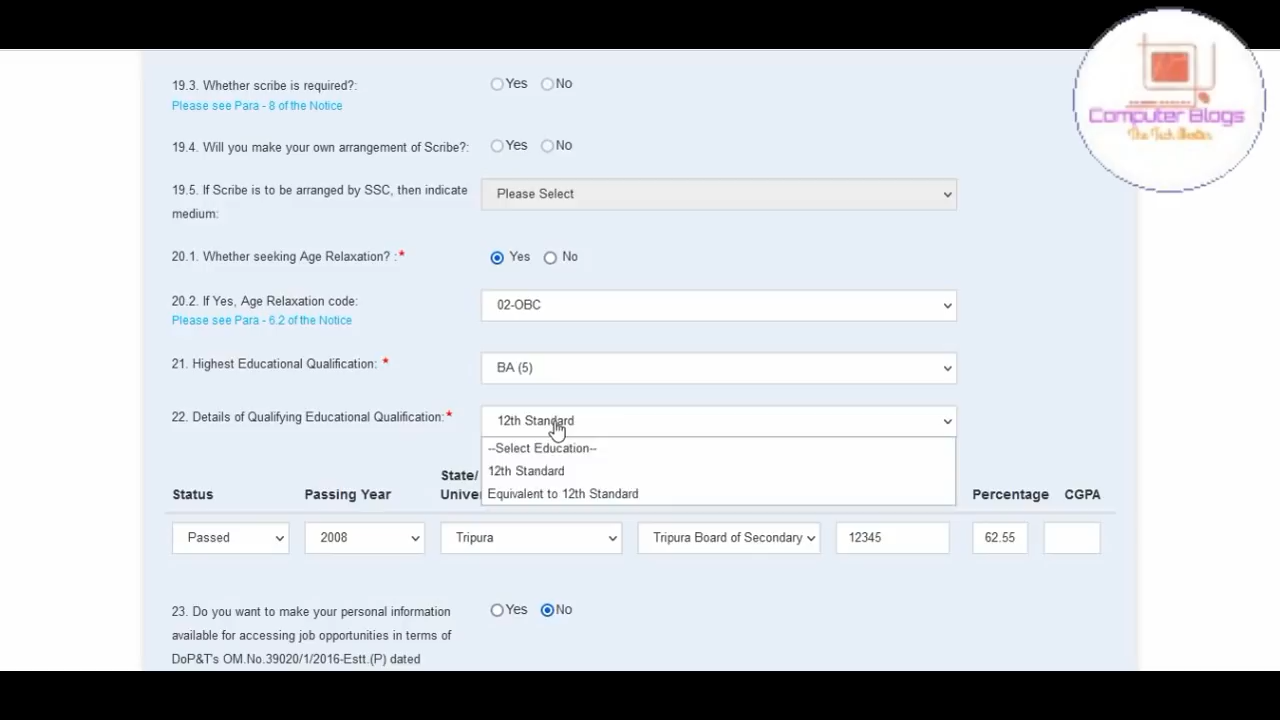 19.3. Whether scribe is required?:
Yes No
Please see Para - 8 of the Notice
Computer Blogs
19.4. Will you make your own arrangement of Scribe?:
Yes No
19.5. If Scribe is to be arranged by SSC, then indicate
medium:
Please Select
20.1. Whether seeking Age Relaxation? :*
Yes No
20.2. If Yes, Age Relaxation code:
02-OBC
Please see Para - 6.2 of the Notice
21. Highest Educational Qualification: *
BA (5)
22. Details of Qualifying Educational Qualification:*
12th Standard
--Select Education--
12th Standard
Equivalent to 12th Standard
State/
Status Passing Year Unive Percentage CGPA
Passed 2008 Tripura Tripura Board of Secondary 12345 62.55
23. Do you want to make your personal information
Yes No
available for accessing job opportunities in terms of
DoP&T's OM.No.39020/1/2016-Estt.(P) dated